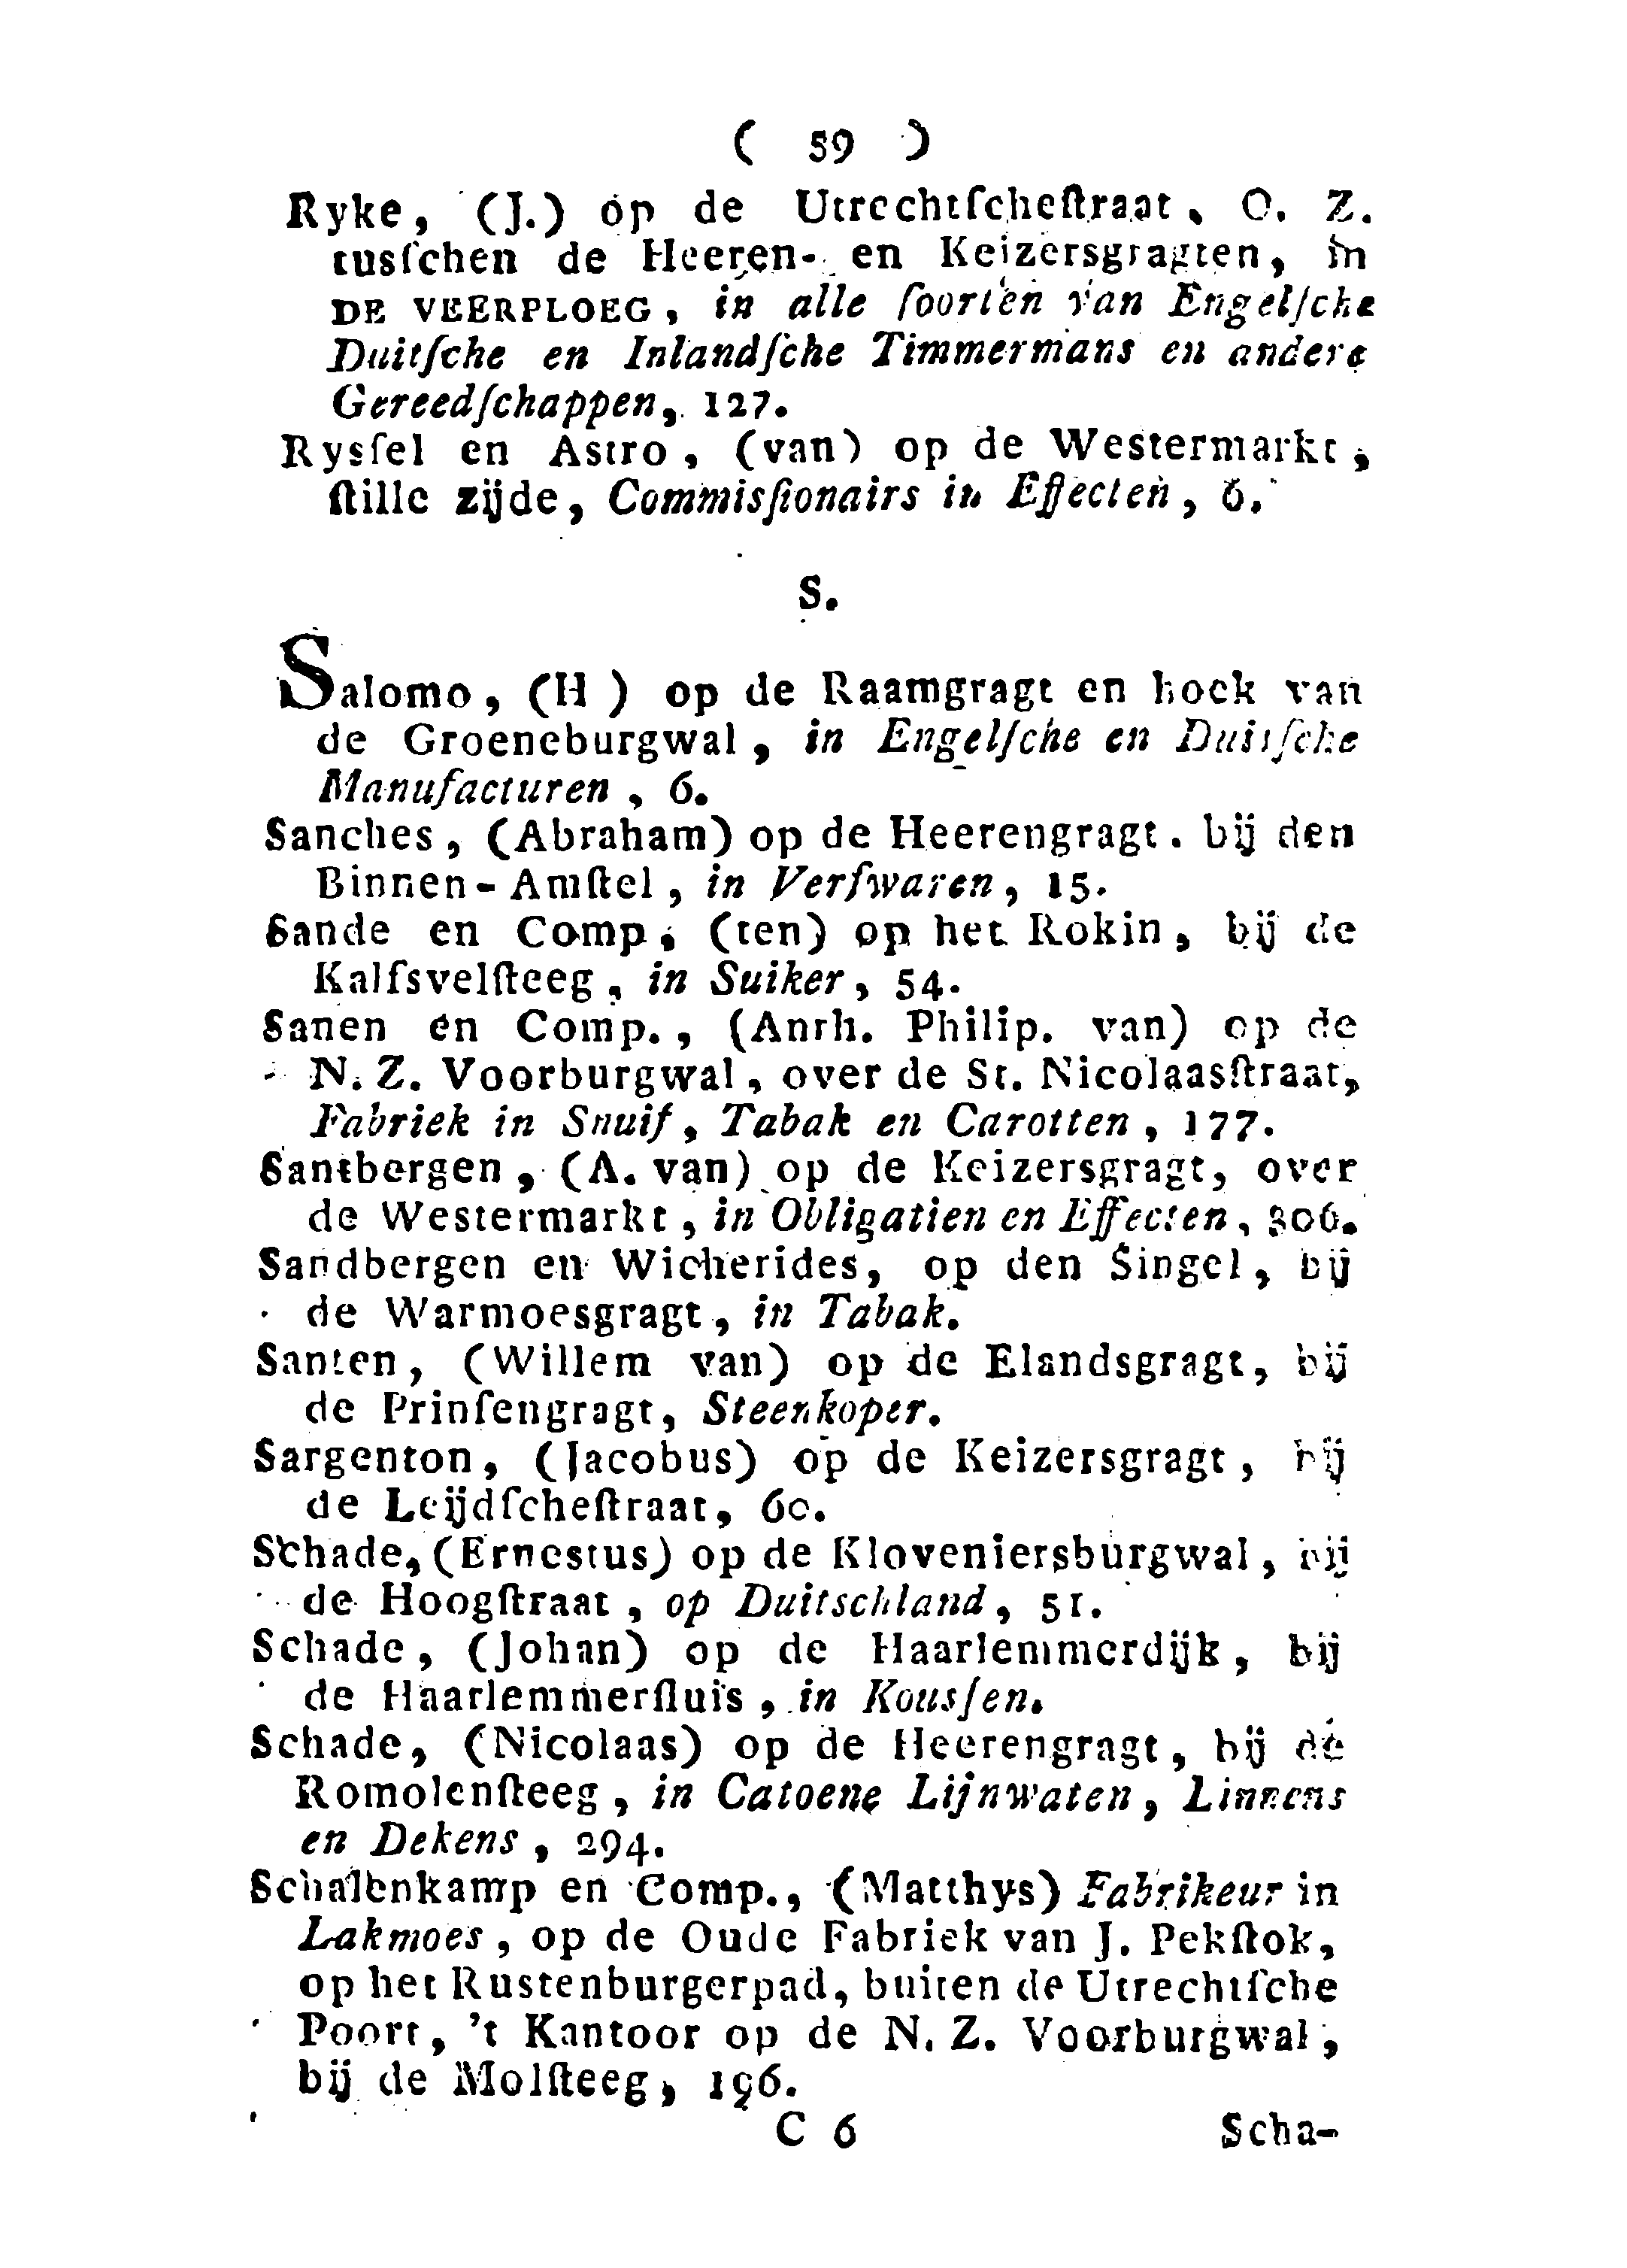 ( 59 )
Ryke, (J.) op de Utrechtſcheſtraat, O. Z.
tusſchen de Heeren- en Keizersgragten, in
DE VEERPLOEG, in alle ſoorten van Engelſche
Duitſche en Inlandſche Timmermans en andere
Gereedſchappen, 127.
Rysſel en Astro, (van) op de Westermarkt,
ſtille zijde, Commisſionairs in Effecten, 6.
S.
Salomo, (H ) op de Raamgragt en hoek van
de Groeneburgwal, in Engelſche en Duitſche
Manufacturen, 6.
Sanches, (Abraham) op de Heerengragt. bij den
Binnen-Amſtel, in Verfwaren, 15.
Sande en Comp, (ten) op het Rokin, bij de
Kalfsvelſteeg, in Suiker, 54.
Sanen en Comp., (Anrh. Philip. van) op de
N. Z. Voorburgwal, over de St. Nicolaasſtraat,
Fabriek in Snuif, Tabak en Carotten, 177.
Santbergen, (A. van) op de Keizersgragt, over
de Westermarkt, in Obligatien en Effecten, 306.
Sandbergen en Wicherides, op den Singel, bij
de Warmoesgragt, in Tabak.
Santen, (Willem van) op de Elandsgragt, bij
de Prinſengragt, Steenkoper.
Sargenton, (Jacobus) op de Keizersgragt, bij
de Leijdſcheſtraat, 60.
Schade, (Ernestus) op de Kloveniersburgwal, bij
de Hoogſtraat, op Duitschland, 51.
Schade, (Johan) op de Haarlemmerdijk, bij
de Haarlemmerſluis, in Kousſen.
Schade, (Nicolaas) op de Heerengragt, bij de
Romolenſteeg, in Catoene Lijnwaten, Linnens
en Dekens, 294.
Schalenkamp en Comp., (Matthys) Fabrikeur in
Lakmoes, op de Oude Fabriek van J. Pekſtok,
op het Rustenburgerpad, buiten de Utrechtſche
Poort, 't Kantoor op de N. Z. Voorburgwal,
bij de Molſteeg, 196.
C 6 Scha-